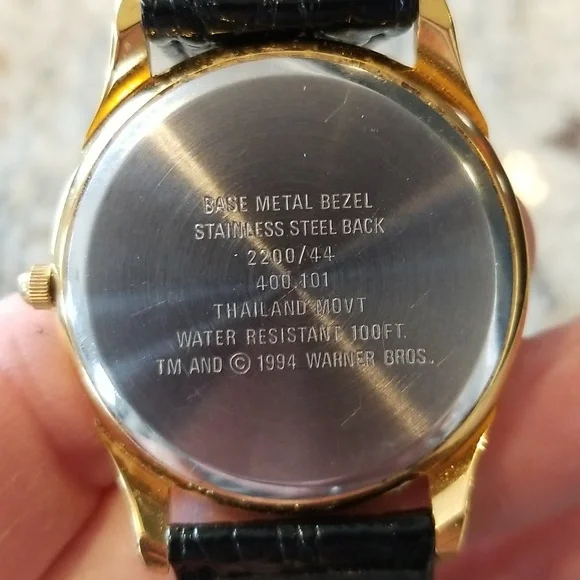 BASE METAL BEZEL
STAINLESS STEEL BACK
2200/44
400.101
THAILAND MOVT
WATER RESISTANT 100FT.
TM AND © 1994 WARNER BROS.